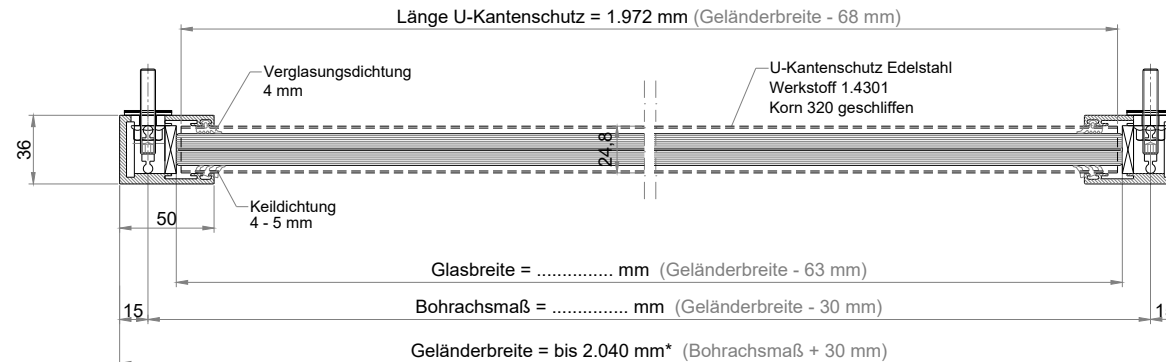 Länge U-Kantenschutz = 1.972 mm (Geländerbreite - 68 mm)
Verglasungsdichtung
4 mm
U-Kantenschutz Edelstahl
Werkstoff 1.4301
Korn 320 geschliffen
36
24,8
50
Keildichtung
4 - 5 mm
Glasbreite = ............... mm (Geländerbreite - 63 mm)
15
Bohrachsmaß = ............... mm (Geländerbreite - 30 mm)
Geländerbreite = bis 2.040 mm* (Bohrachsmaß + 30 mm)